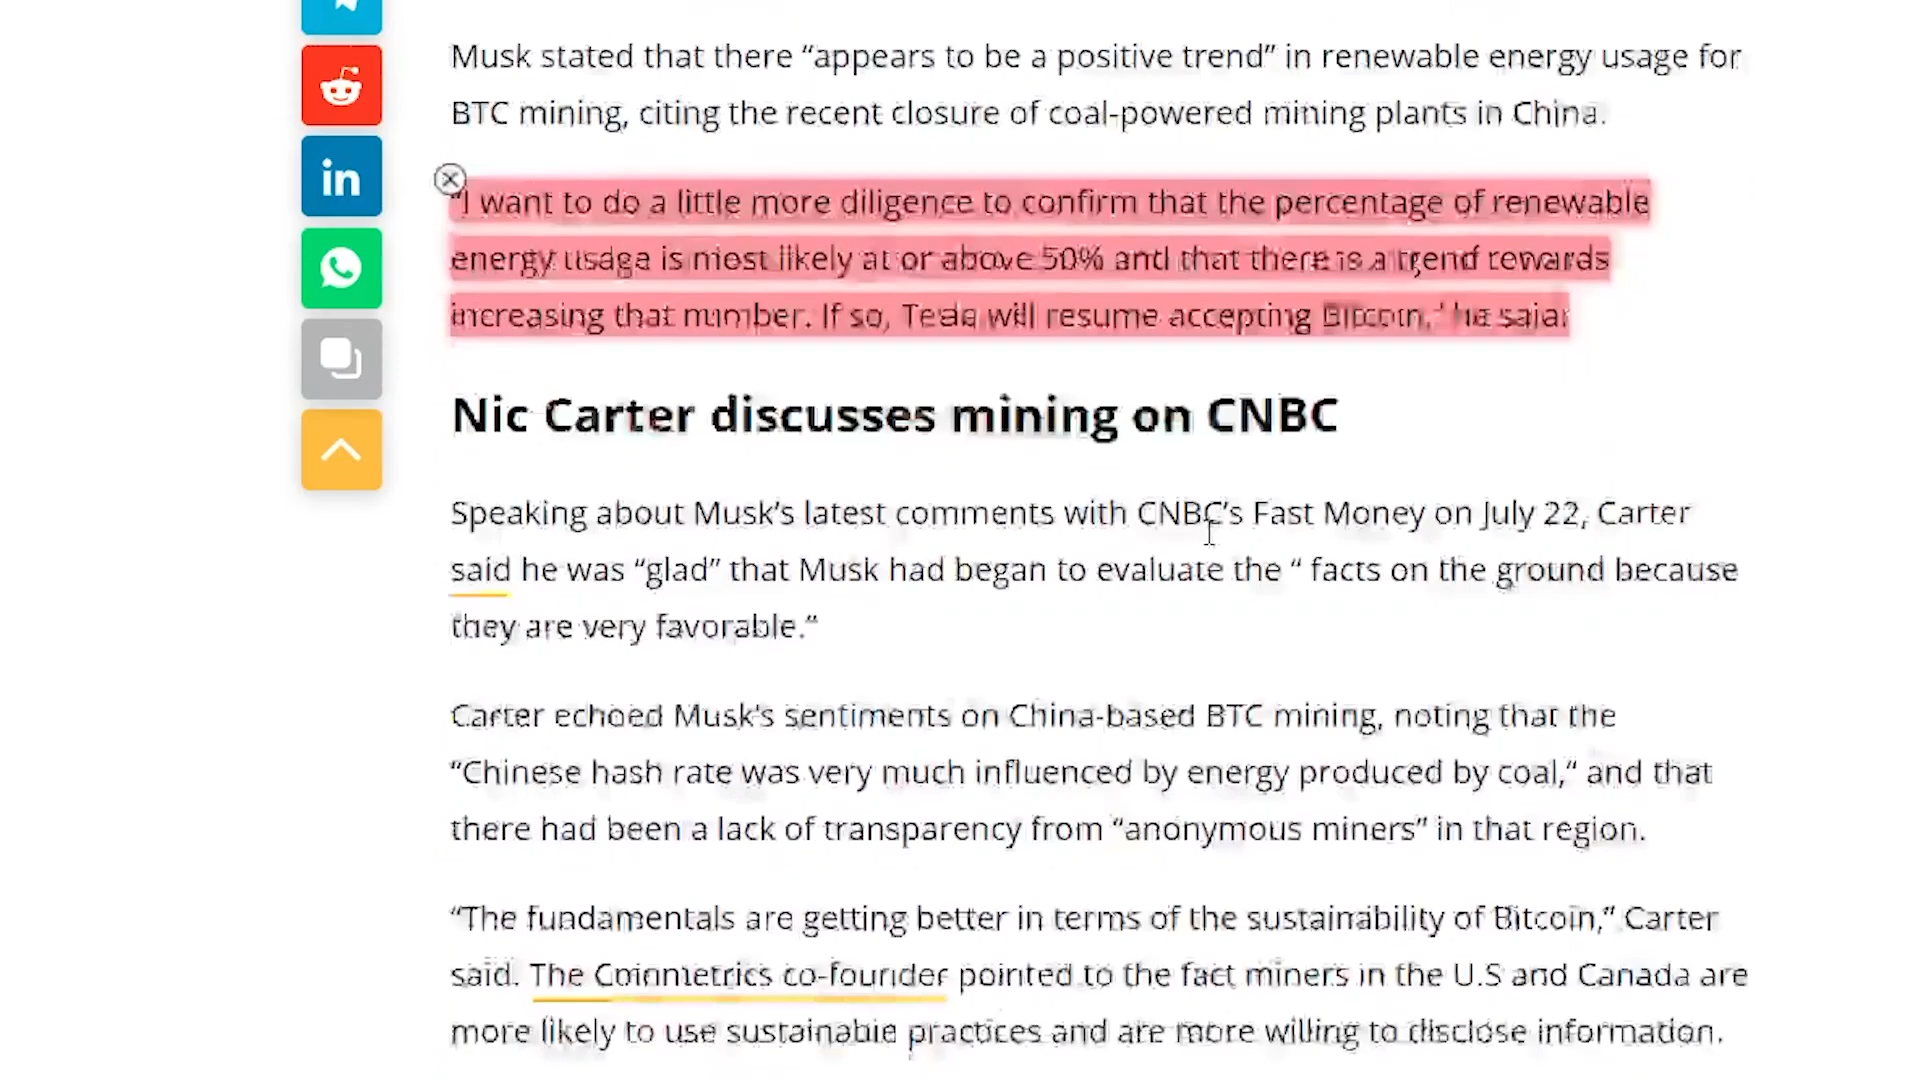 Musk stated that there “appears to be a positive trend” in renewable energy usage for
BTC mining, citing the recent closure of coal-powered mining plants in China.
“I want to do a little more diligence to confirm that the percentage of renewable
energy usage is most likely at or above 50% and that there is a trend towards
increasing that number. If so, Tesla will resume accepting Bitcoin,” he said.
Nic Carter discusses mining on CNBC
Speaking about Musk’s latest comments with CNBC’s Fast Money on July 22, Carter
said he was “glad” that Musk had began to evaluate the “ facts on the ground because
they are very favorable.“
Carter echoed Musk’s sentiments on China-based BTC mining, noting that the
“Chinese hash rate was very much influenced by energy produced by coal,“ and that
there had been a lack of transparency from “anonymous miners” in that region.
“The fundamentals are getting better in terms of the sustainability of Bitcoin,” Carter
said. The Coinmetrics co-founder pointed to the fact miners in the U.S and Canada are
more likely to use sustainable practices and are more willing to disclose information.
in